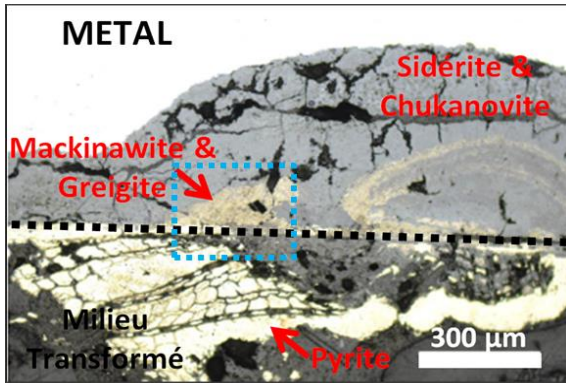 METAL
Sidérite &
Chukanovite
Mackinawite &
Greigite
Milieu
Transformé
Pyrite
300 µm